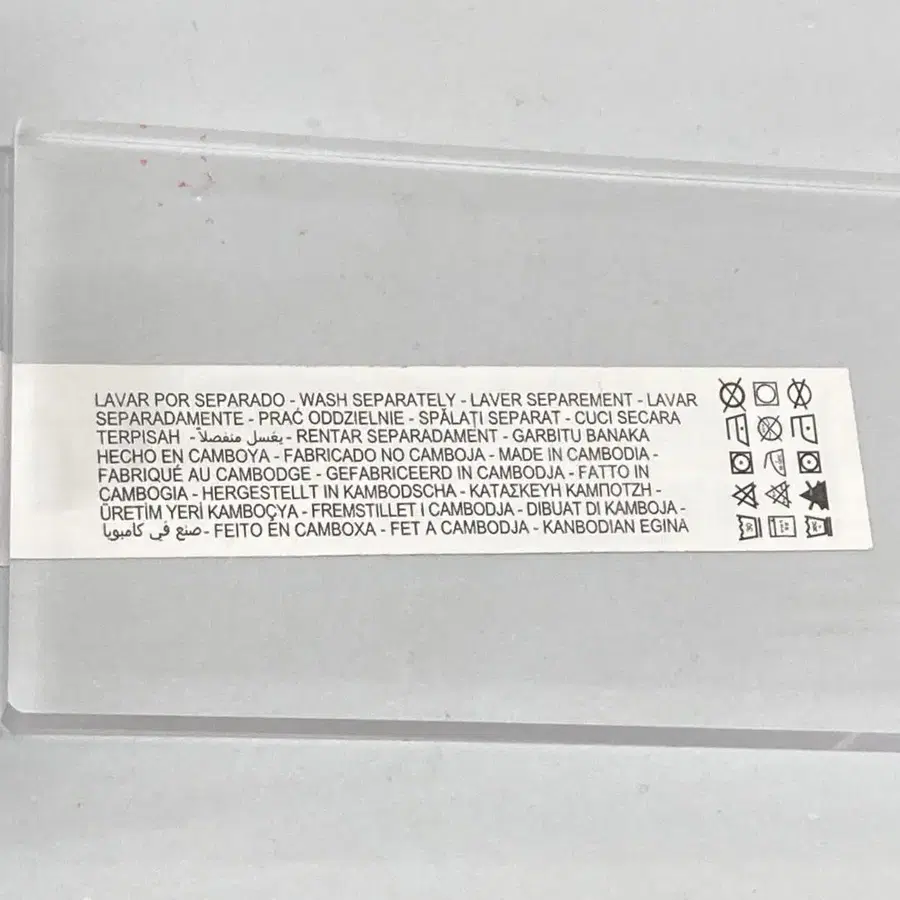 LAVAR POR SEPARADO - WASH SEPARATELY - LAVER SEPAREMENT - LAVAR
SEPARADAMENTE - PRAĆ ODDZIELNIE - SPĂLAȚI SEPARAT - CUCI SECARA
TERPISAH - يغسل منفصلاً - RENTAR SEPARADAMENT - GARBITU BANAKA
HECHO EN CAMBOYA - FABRICADO NO CAMBOJA - MADE IN CAMBODIA -
FABRIQUÉ AU CAMBODGE - GEFABRICEERD IN CAMBODJA - FATTO IN
CAMBOGIA - HERGESTELLT IN KAMBODSCHA - ΚΑΤΑΣΚΕΥΗ ΚΑΜΠΟΤΖΗ -
ÜRETİM YERİ KAMBOÇYA - FREMSTILLET I CAMBODJA - DIBUAT DI KAMBOJA -
صنع في كامبوديا - FEITO EN CAMBOXA - FET A CAMBODJA - KANBODIAN EGINA